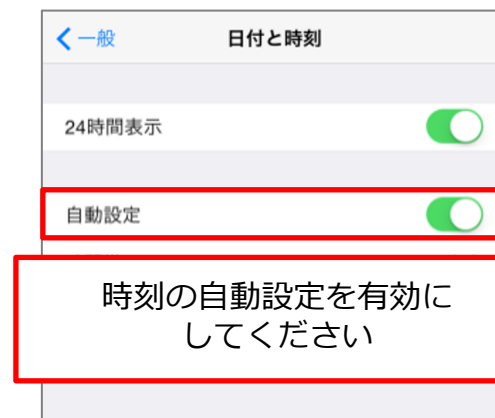 一般 日付と時刻
24時間表示
自動設定
時刻の自動設定を有効に
してください